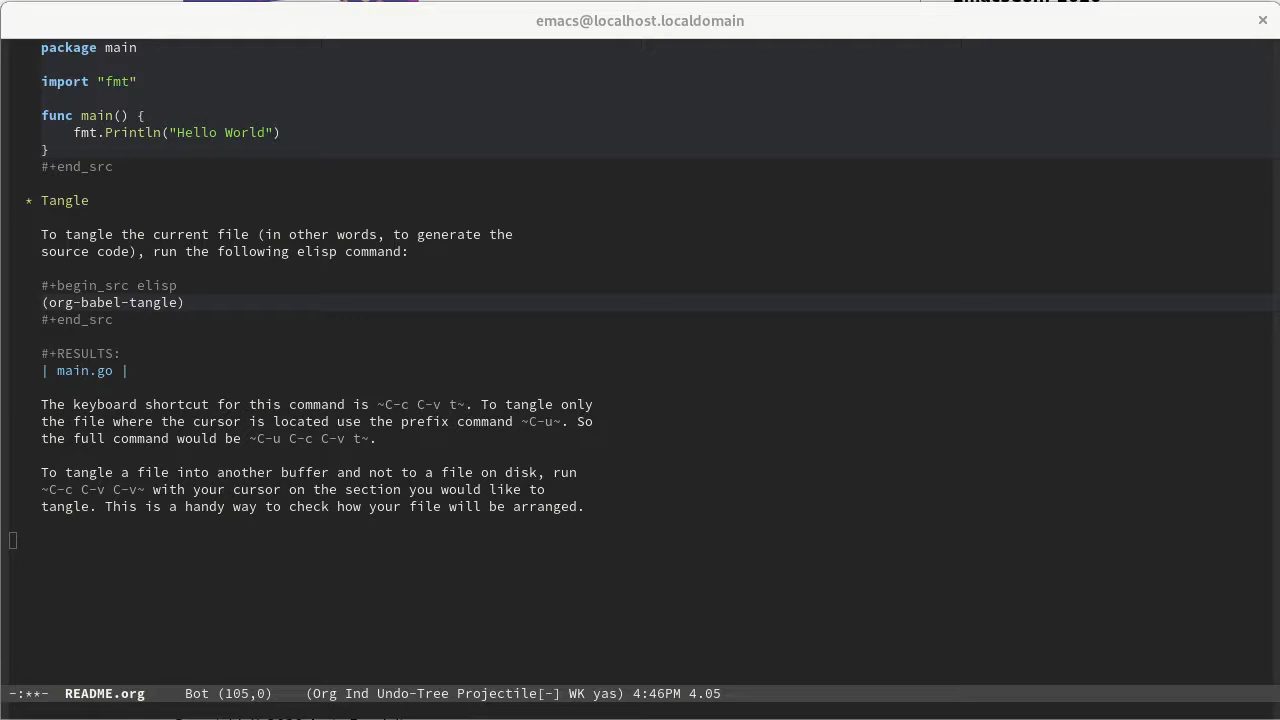 emacs@localhost.localdomain
package main
import "fmt"
func main() {
    fmt.Println("Hello World")
}
#+end_src
* Tangle
To tangle the current file (in other words, to generate the
source code), run the following elisp command:
#+begin_src elisp
(org-babel-tangle)
#+end_src
#+RESULTS:
| main.go |
The keyboard shortcut for this command is ~C-c C-v t~. To tangle only
the file where the cursor is located use the prefix command ~C-u~. So
the full command would be ~C-u C-c C-v t~.
To tangle a file into another buffer and not to a file on disk, run
~C-c C-v C-v~ with your cursor on the section you would like to
tangle. This is a handy way to check how your file will be arranged.
-:**-  README.org     Bot (105,0)    (Org Ind Undo-Tree Projectile[-] WK yas) 4:46PM 4.05